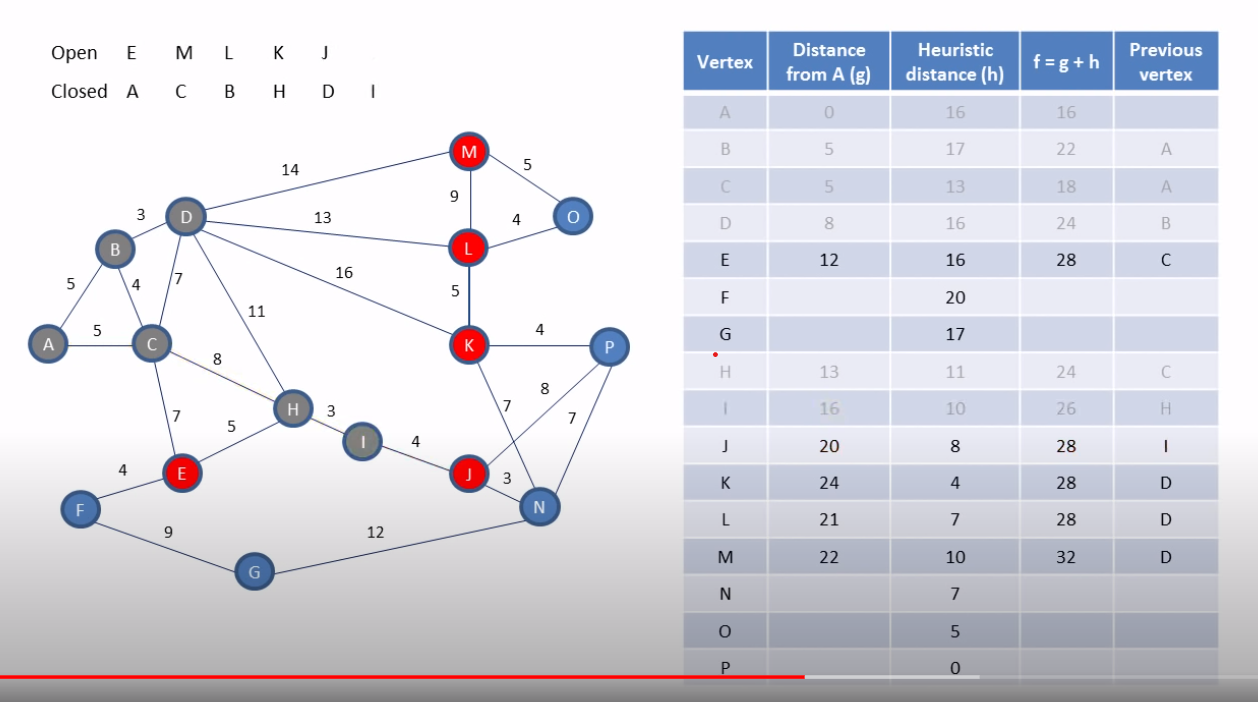 Open E M L K J
Closed A C B H D I
M
14
5
9
3
D
13
O
4
B
L
16
5
4
7
5
11
5
4
A
C
K
P
8
8
7
7
H
3
7
5
I
4
4
E
J
3
F
N
9
12
G
Vertex Distance from A (g) Heuristic distance (h) f = g + h Previous vertex
A 0 16 16
B 5 17 22 A
C 5 13 18 A
D 8 16 24 B
E 12 16 28 C
F 20
G 17
H 13 11 24 C
I 16 10 26 H
J 20 8 28 I
K 24 4 28 D
L 21 7 28 D
M 22 10 32 D
N 7
O 5
P 0